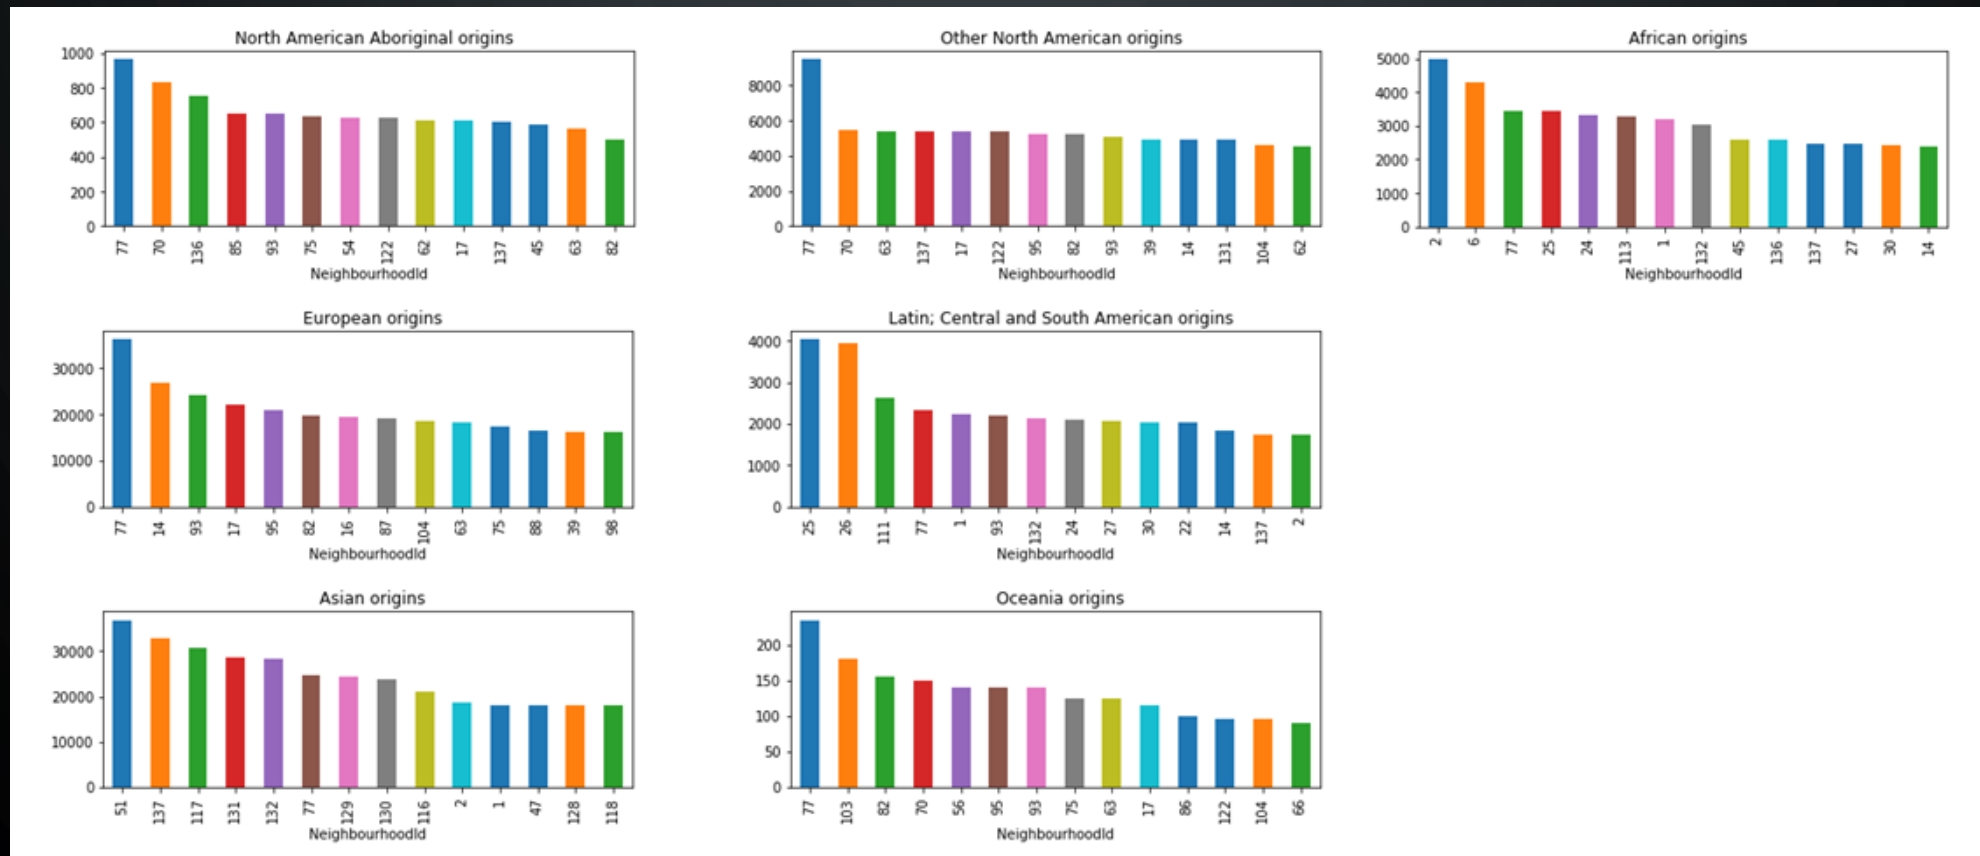 North American Aboriginal origins
1000
800
600
400
200
0
77 70 136 85 93 75 54 122 62 17 137 45 63 82
NeighbourhoodId
Other North American origins
8000
6000
4000
2000
0
77 70 63 137 17 122 95 82 93 39 14 131 104 62
NeighbourhoodId
African origins
5000
4000
3000
2000
1000
0
2 6 77 25 24 113 1 132 45 136 137 27 30 14
NeighbourhoodId
European origins
30000
20000
10000
0
77 14 93 17 95 82 16 87 104 63 75 88 39 98
NeighbourhoodId
Latin; Central and South American origins
4000
3000
2000
1000
0
25 26 111 77 1 93 132 24 27 30 22 14 137 2
NeighbourhoodId
Asian origins
30000
20000
10000
0
51 137 117 131 132 77 129 130 116 2 1 47 128 118
NeighbourhoodId
Oceania origins
200
150
100
50
0
77 103 82 70 56 95 93 75 63 17 86 122 104 66
NeighbourhoodId